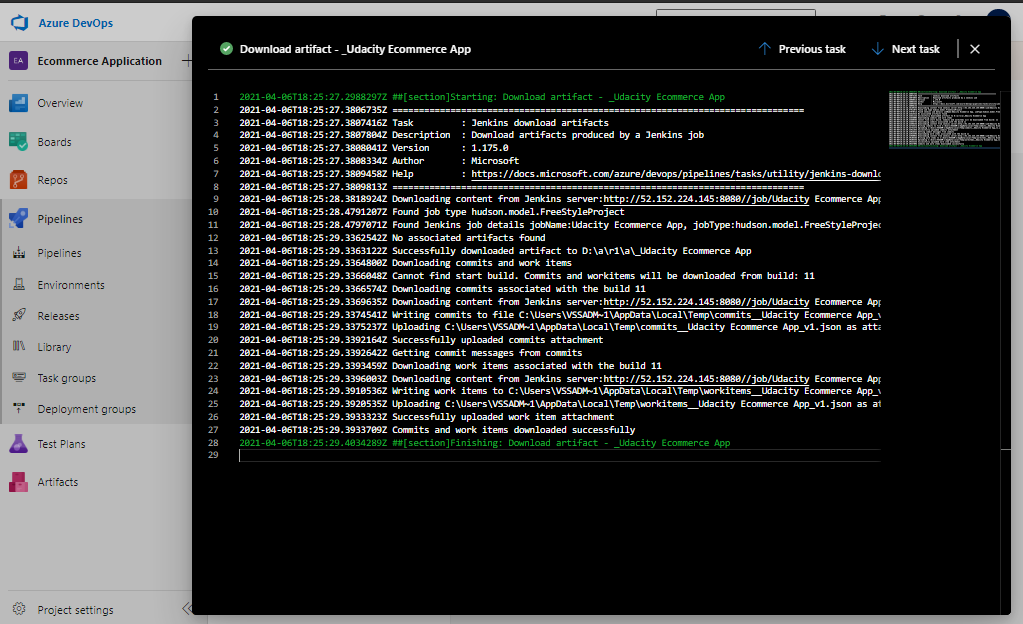 Azure DevOps
EA
Ecommerce Application
Overview
Boards
Repos
Pipelines
Pipelines
Environments
Releases
Library
Task groups
Deployment groups
Test Plans
Artifacts
Project settings
Download artifact - _Udacity Ecommerce App
Previous task
Next task
1 2021-04-06T18:25:27.2988297Z ##[section]Starting: Download artifact - _Udacity Ecommerce App
2 2021-04-06T18:25:27.3806735Z ==============================================================================
3 2021-04-06T18:25:27.3807416Z Task         : Jenkins download artifacts
4 2021-04-06T18:25:27.3807804Z Description  : Download artifacts produced by a Jenkins job
5 2021-04-06T18:25:27.3808041Z Version      : 1.175.0
6 2021-04-06T18:25:27.3808334Z Author       : Microsoft
7 2021-04-06T18:25:27.3809458Z Help         : https://docs.microsoft.com/azure/devops/pipelines/tasks/utility/jenkins-downlo
8 2021-04-06T18:25:27.3809813Z ==============================================================================
9 2021-04-06T18:25:28.3818924Z Downloading content from Jenkins server:http://52.152.224.145:8080//job/Udacity Ecommerce App
10 2021-04-06T18:25:28.4791207Z Found job type hudson.model.FreeStyleProject
11 2021-04-06T18:25:28.4797071Z Found Jenkins job details jobName:Udacity Ecommerce App, jobType:hudson.model.FreeStyleProjec
12 2021-04-06T18:25:29.3362542Z No associated artifacts found
13 2021-04-06T18:25:29.3363122Z Successfully downloaded artifact to D:\a\r1\a\_Udacity Ecommerce App
14 2021-04-06T18:25:29.3364800Z Downloading commits and work items
15 2021-04-06T18:25:29.3366048Z Cannot find start build. Commits and workitems will be downloaded from build: 11
16 2021-04-06T18:25:29.3366574Z Downloading commits associated with the build 11
17 2021-04-06T18:25:29.3369635Z Downloading content from Jenkins server:http://52.152.224.145:8080//job/Udacity Ecommerce App
18 2021-04-06T18:25:29.3374541Z Writing commits to file C:\Users\VSSADM~1\AppData\Local\Temp\commits__Udacity Ecommerce App_v
19 2021-04-06T18:25:29.3375237Z Uploading C:\Users\VSSADM~1\AppData\Local\Temp\commits__Udacity Ecommerce App_v1.json as atta
20 2021-04-06T18:25:29.3392164Z Successfully uploaded commits attachment
21 2021-04-06T18:25:29.3392642Z Getting commit messages from commits
22 2021-04-06T18:25:29.3393459Z Downloading work items associated with the build 11
23 2021-04-06T18:25:29.3396003Z Downloading content from Jenkins server:http://52.152.224.145:8080//job/Udacity Ecommerce App
24 2021-04-06T18:25:29.3910536Z Writing work items to C:\Users\VSSADM~1\AppData\Local\Temp\workitems__Udacity Ecommerce App_v
25 2021-04-06T18:25:29.3920535Z Uploading C:\Users\VSSADM~1\AppData\Local\Temp\workitems__Udacity Ecommerce App_v1.json as at
26 2021-04-06T18:25:29.3933323Z Successfully uploaded work item attachment
27 2021-04-06T18:25:29.3933709Z Commits and work items downloaded successfully
28 2021-04-06T18:25:29.4034289Z ##[section]Finishing: Download artifact - _Udacity Ecommerce App
29